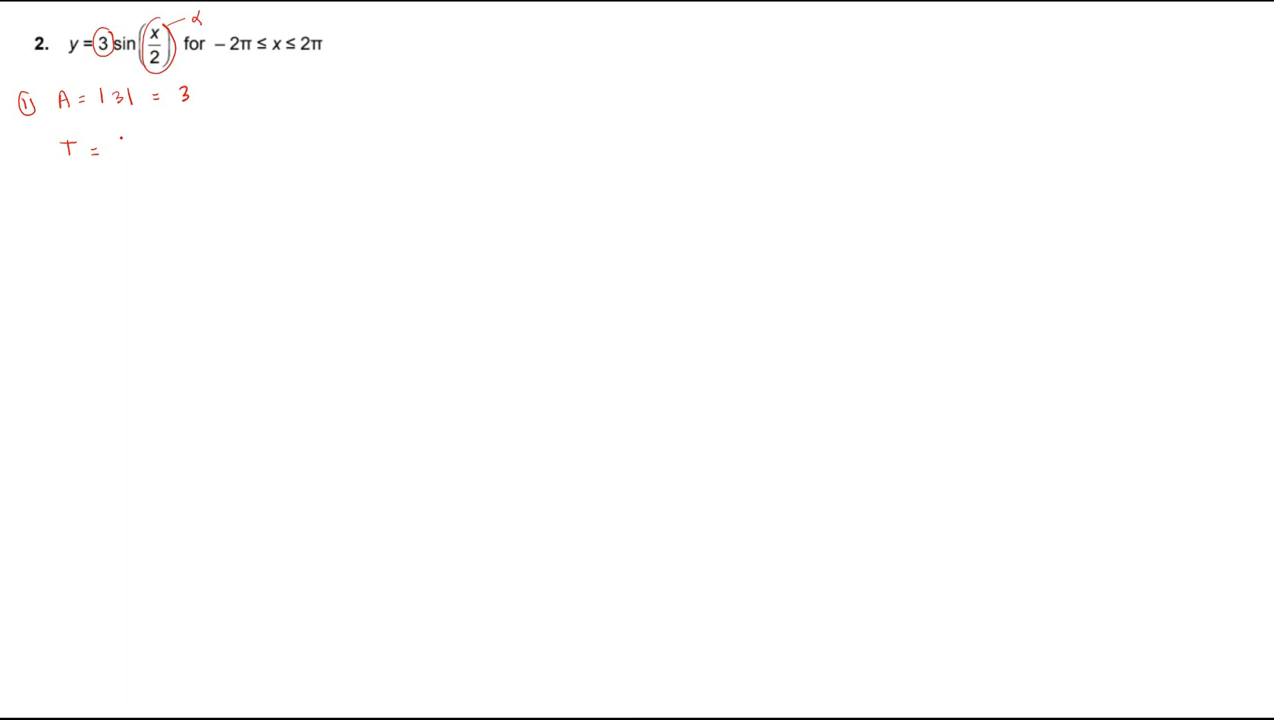 2. y = 3 sin(x/2) for – 2π ≤ x ≤ 2π
α
① A = |3| = 3
T =